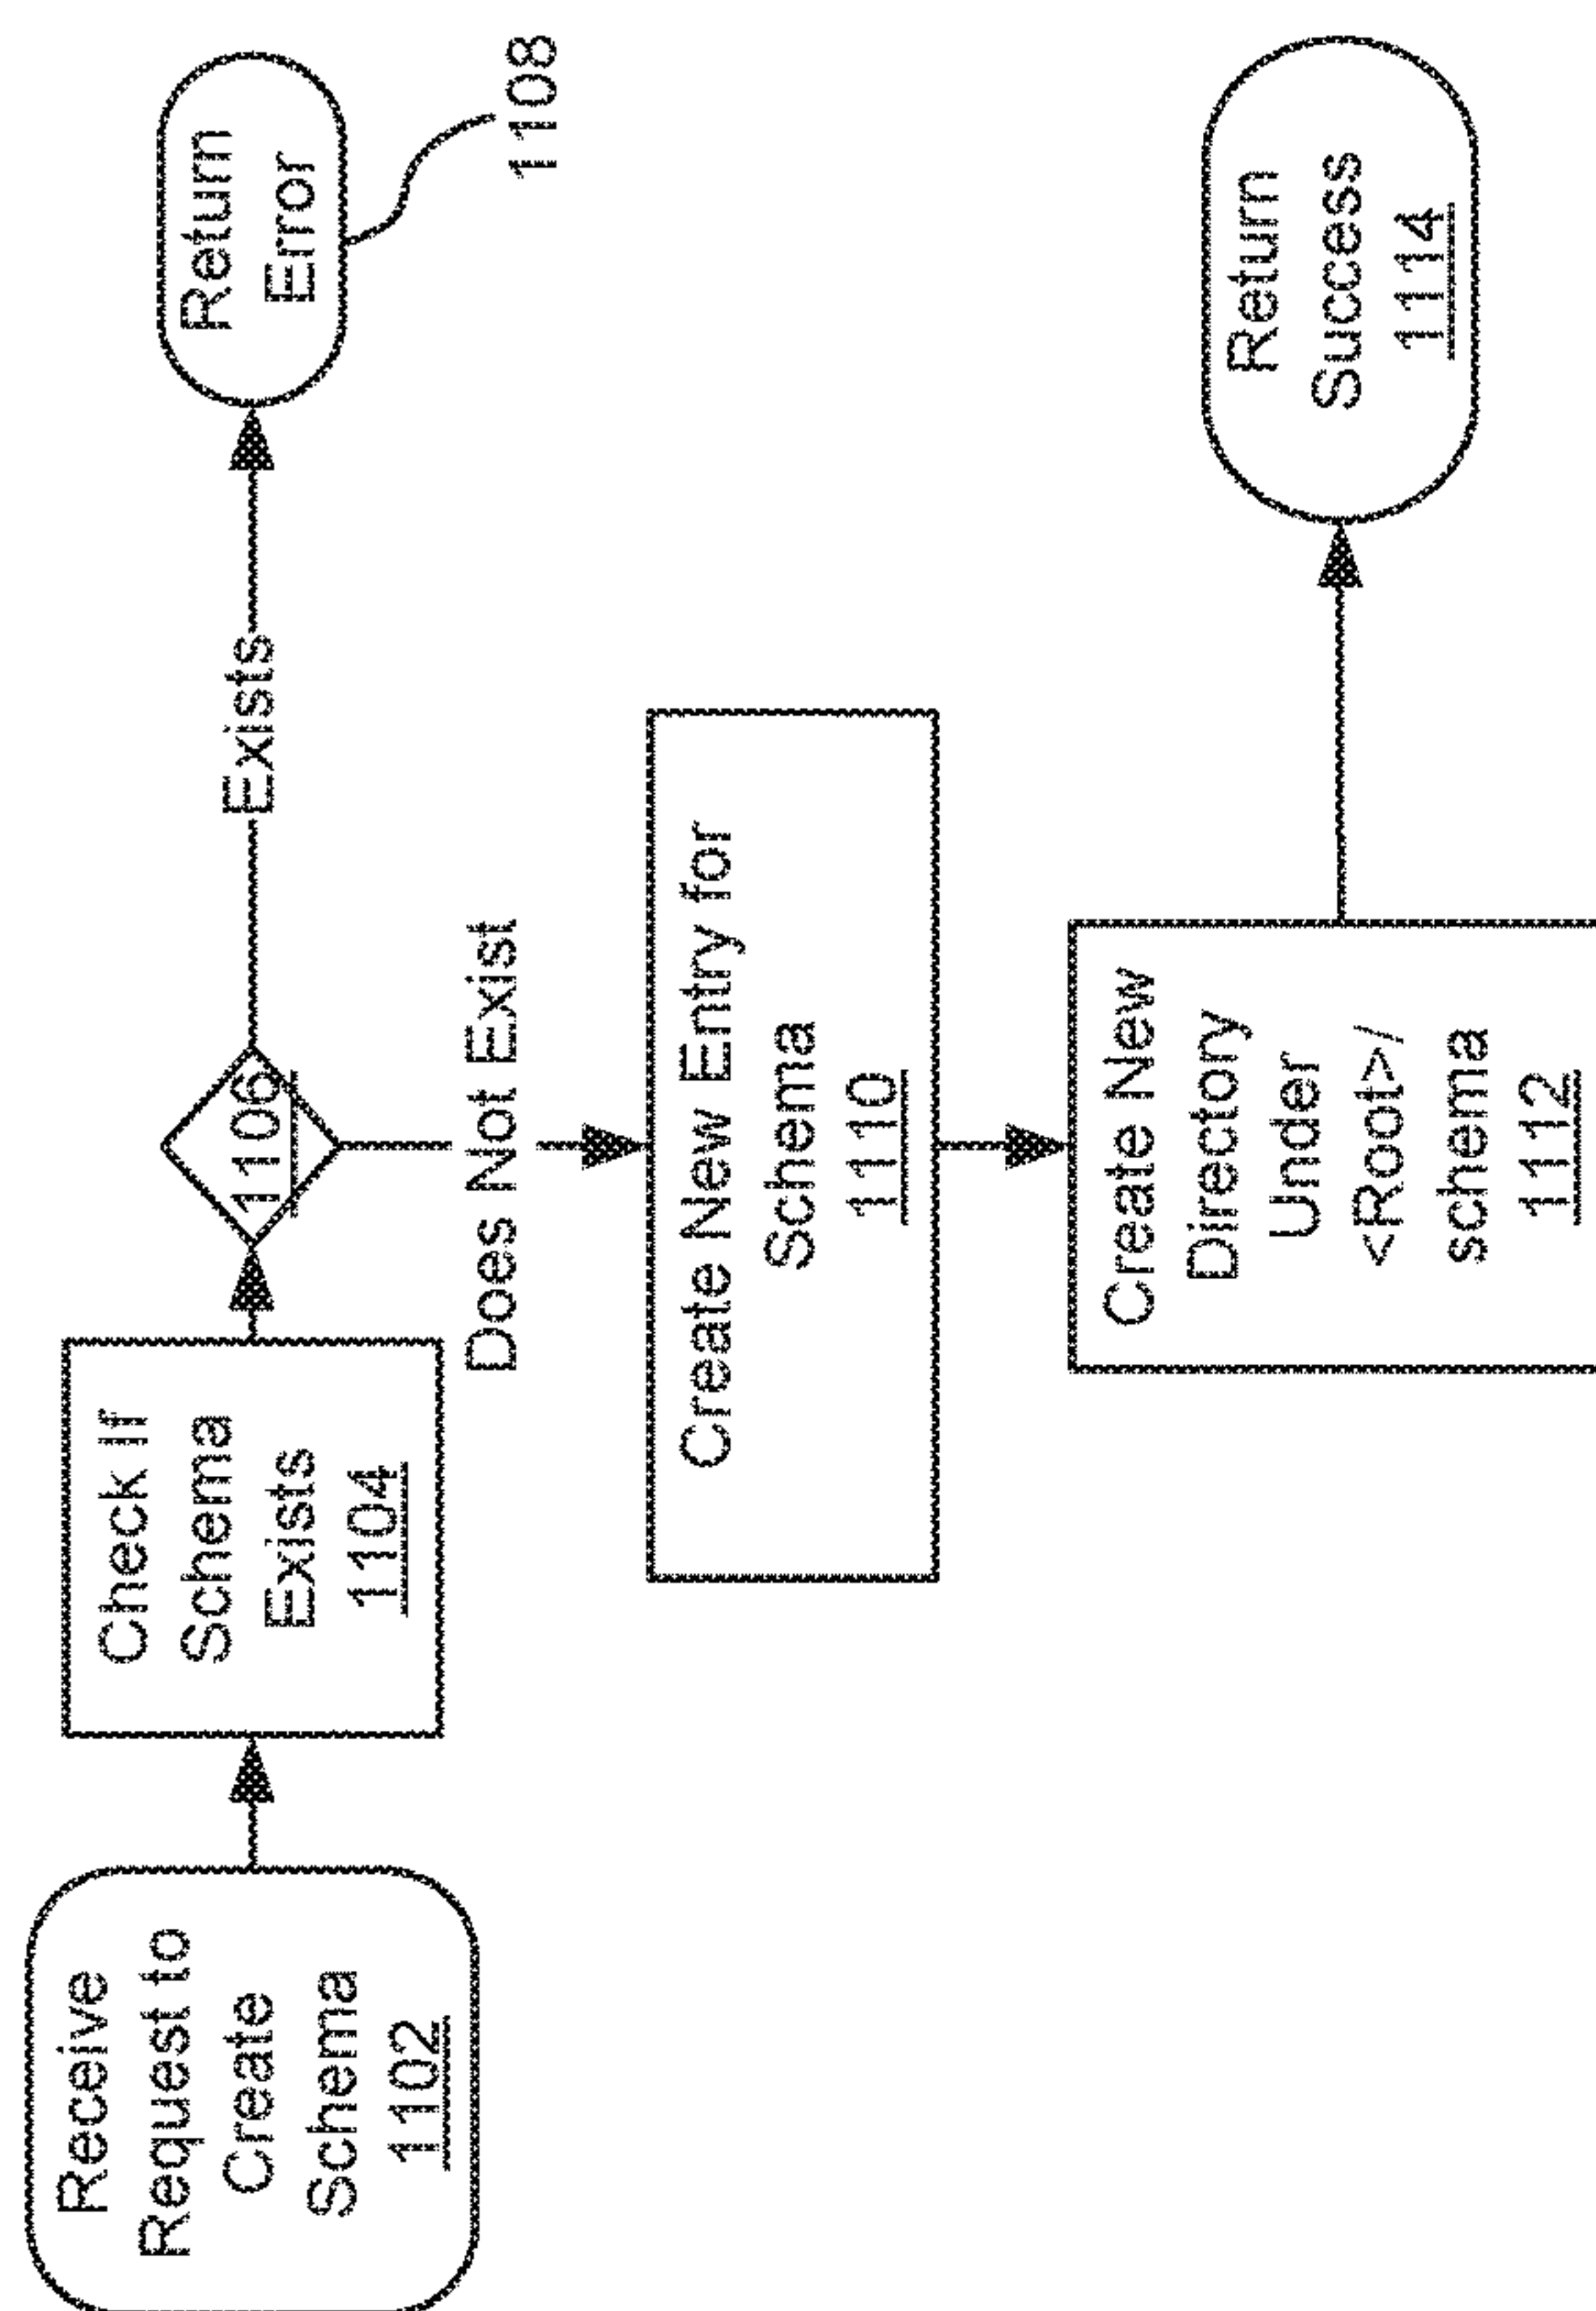 Receive
Request to
Create
Schema
1102
Check If
Schema
Exists
1104
1106
Exists
Return
Error
1108
Does Not Exist
Create New Entry for
Schema
1110
Create New
Directory
Under
<Root>/
schema
1112
Return
Success
1114